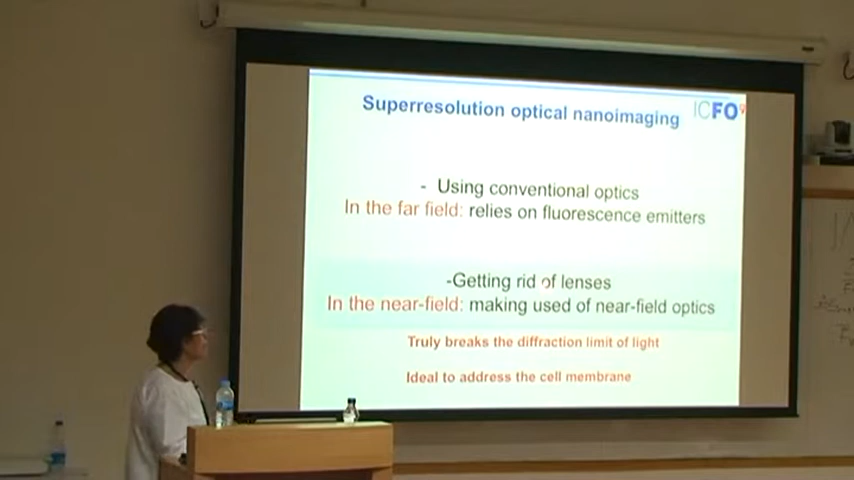 Superresolution optical nanoimaging
ICFO
- Using conventional optics
In the far field: relies on fluorescence emitters
-Getting rid of lenses
In the near-field: making used of near-field optics
Truly breaks the diffraction limit of light
Ideal to address the cell membrane